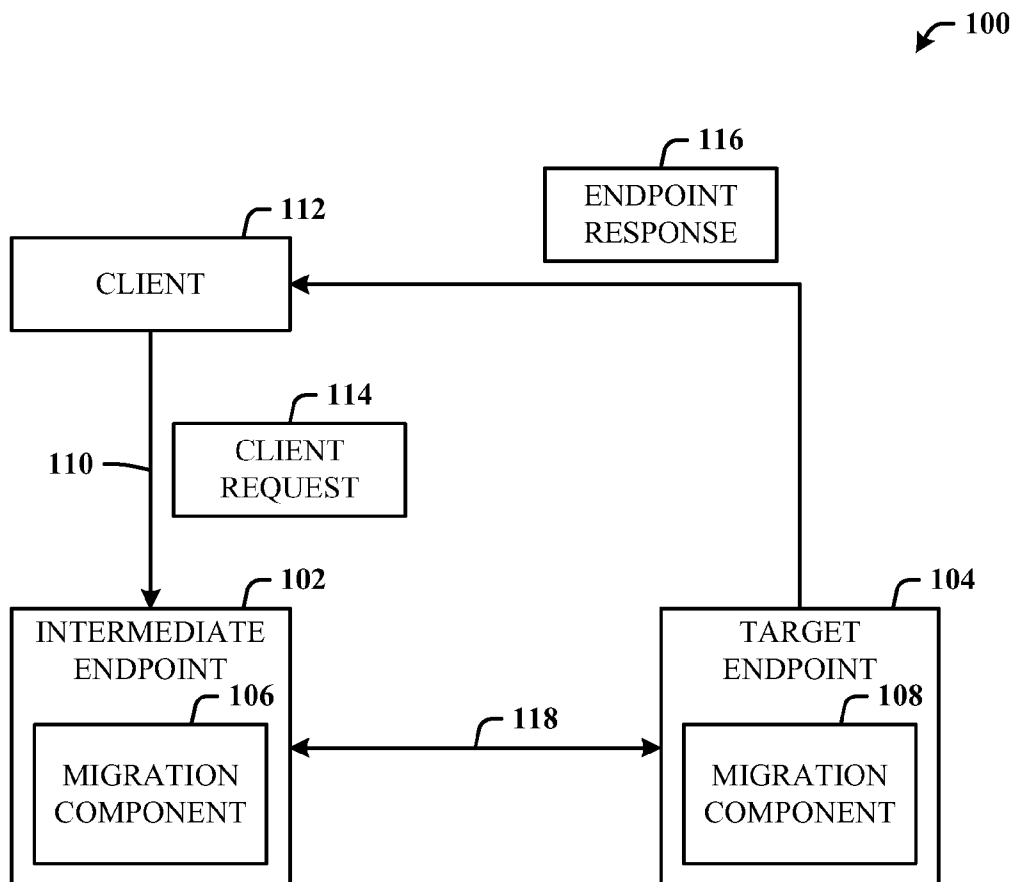 100
116
ENDPOINT
RESPONSE
112
CLIENT
114
CLIENT
REQUEST
110
102
INTERMEDIATE
ENDPOINT
106
MIGRATION
COMPONENT
118
104
TARGET
ENDPOINT
108
MIGRATION
COMPONENT